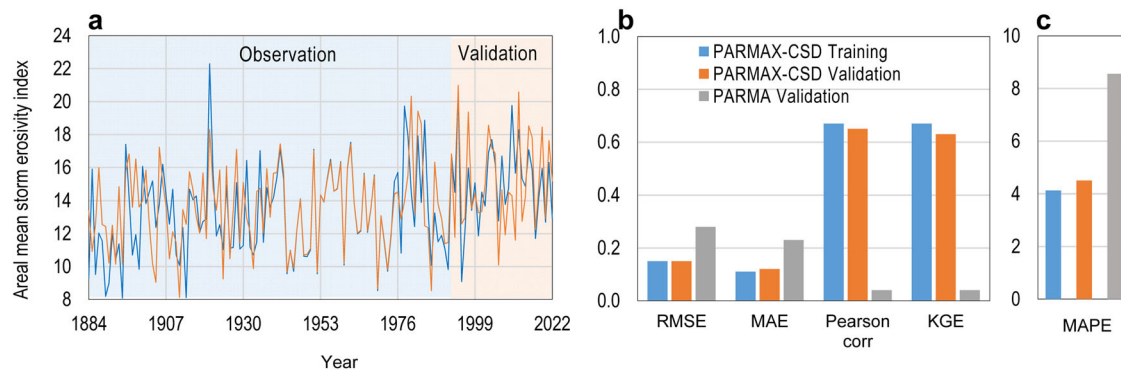 a
Areal mean storm erosivity index
24
22
20
18
16
14
12
10
8
Observation
Validation
1884
1907
1930
1953
1976
1999
2022
Year
b
1.0
0.8
0.6
0.4
0.2
0.0
PARMAX-CSD Training
PARMAX-CSD Validation
PARMA Validation
RMSE
MAE
Pearson
corr
KGE
c
10
8
6
4
2
0
MAPE